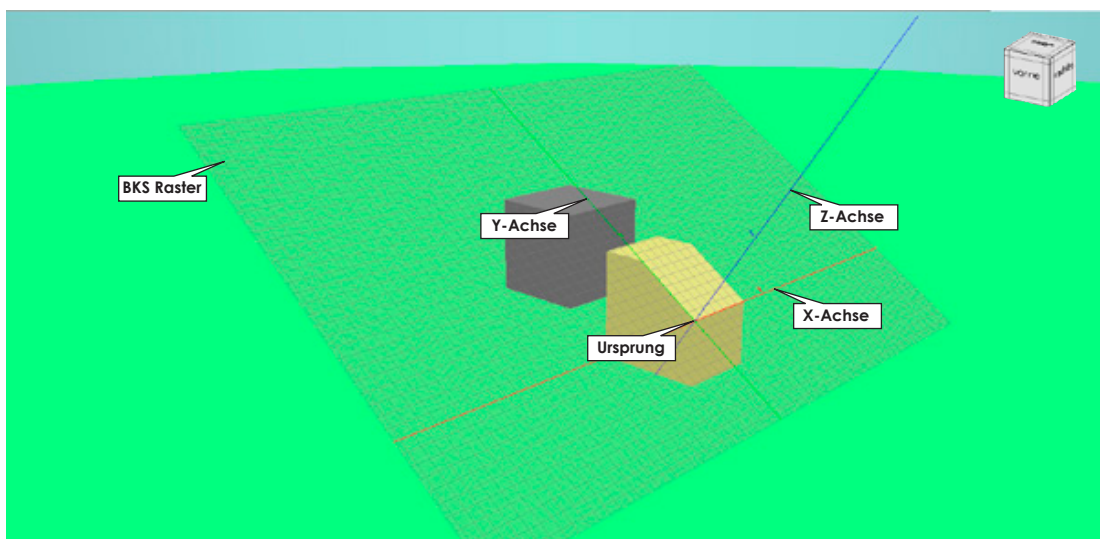 vorne
BKS Raster
Y-Achse
Z-Achse
X-Achse
Ursprung